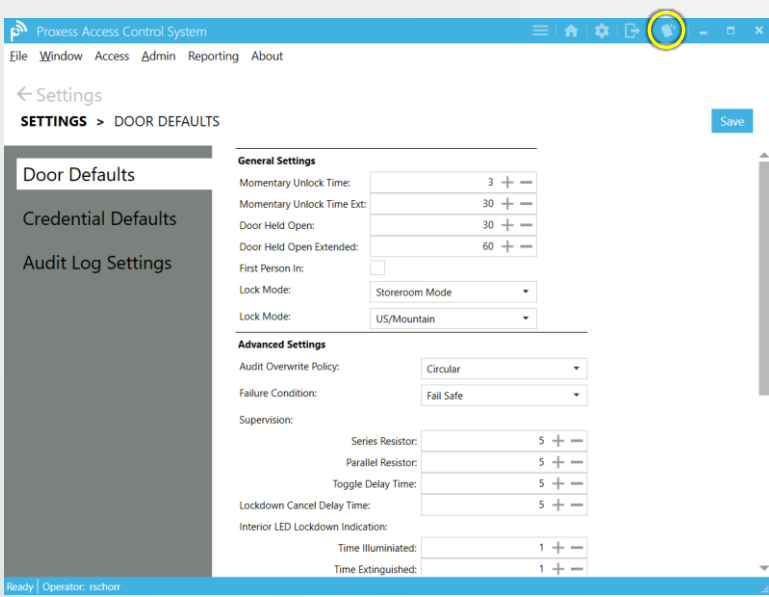 Proxess Access Control System
File Window Access Admin Reporting About
Settings
SETTINGS > DOOR DEFAULTS
Save
Door Defaults
Credential Defaults
Audit Log Settings
General Settings
Momentary Unlock Time: 3
Momentary Unlock Time Ext: 30
Door Held Open: 30
Door Held Open Extended: 60
First Person In:
Lock Mode: Storeroom Mode
Lock Mode: US/Mountain
Advanced Settings
Audit Overwrite Policy: Circular
Failure Condition: Fail Safe
Supervision:
Series Resistor: 5
Parallel Resistor: 5
Toggle Delay Time: 5
Lockdown Cancel Delay Time: 5
Interior LED Lockdown Indication:
Time Illuminiated: 1
Time Extinguished: 1
Ready Operator: rschorr